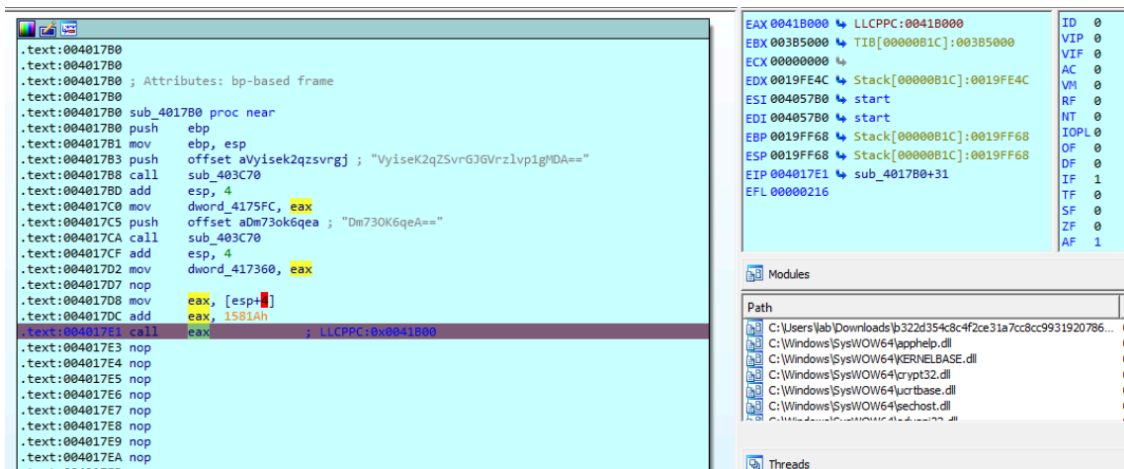 .text:004017B0
.text:004017B0
.text:004017B0 ; Attributes: bp-based frame
.text:004017B0
.text:004017B0 sub_4017B0 proc near
.text:004017B0 push ebp
.text:004017B1 mov ebp, esp
.text:004017B3 push offset aVyisek2qzsvrgj ; "VyiseK2qZSvrGJGVrzlvp1gMDA=="
.text:004017B8 call sub_403C70
.text:004017BD add esp, 4
.text:004017C0 mov dword_4175FC, eax
.text:004017C5 push offset aDm73ok6qea ; "Dm73OK6qeA=="
.text:004017CA call sub_403C70
.text:004017CF add esp, 4
.text:004017D2 mov dword_417360, eax
.text:004017D7 nop
.text:004017D8 mov eax, [esp+4]
.text:004017DC add eax, 1581Ah
.text:004017E1 call eax ; LLCPPC:0x0041B00
.text:004017E3 nop
.text:004017E4 nop
.text:004017E5 nop
.text:004017E6 nop
.text:004017E7 nop
.text:004017E8 nop
.text:004017E9 nop
.text:004017EA nop
EAX 0041B000 LLCPPC:0041B000
EBX 003B5000 TIB[00000B1C]:003B5000
ECX 00000000
EDX 0019FE4C Stack[00000B1C]:0019FE4C
ESI 004057B0 start
EDI 004057B0 start
EBP 0019FF68 Stack[00000B1C]:0019FF68
ESP 0019FF68 Stack[00000B1C]:0019FF68
EIP 004017E1 sub_4017B0+31
EFL 00000216
ID 0
VIP 0
VIF 0
AC 0
VM 0
RF 0
NT 0
IOPL 0
OF 0
DF 0
IF 1
TF 0
SF 0
ZF 0
AF 1
Modules
Path
C:\Users\lab\Downloads\b322d354c8c4f2ce31a7cc8cc9931920786...
C:\Windows\SysWOW64\apphelp.dll
C:\Windows\SysWOW64\KERNELBASE.dll
C:\Windows\SysWOW64\crypt32.dll
C:\Windows\SysWOW64\ucrtbase.dll
C:\Windows\SysWOW64\sechost.dll
Threads